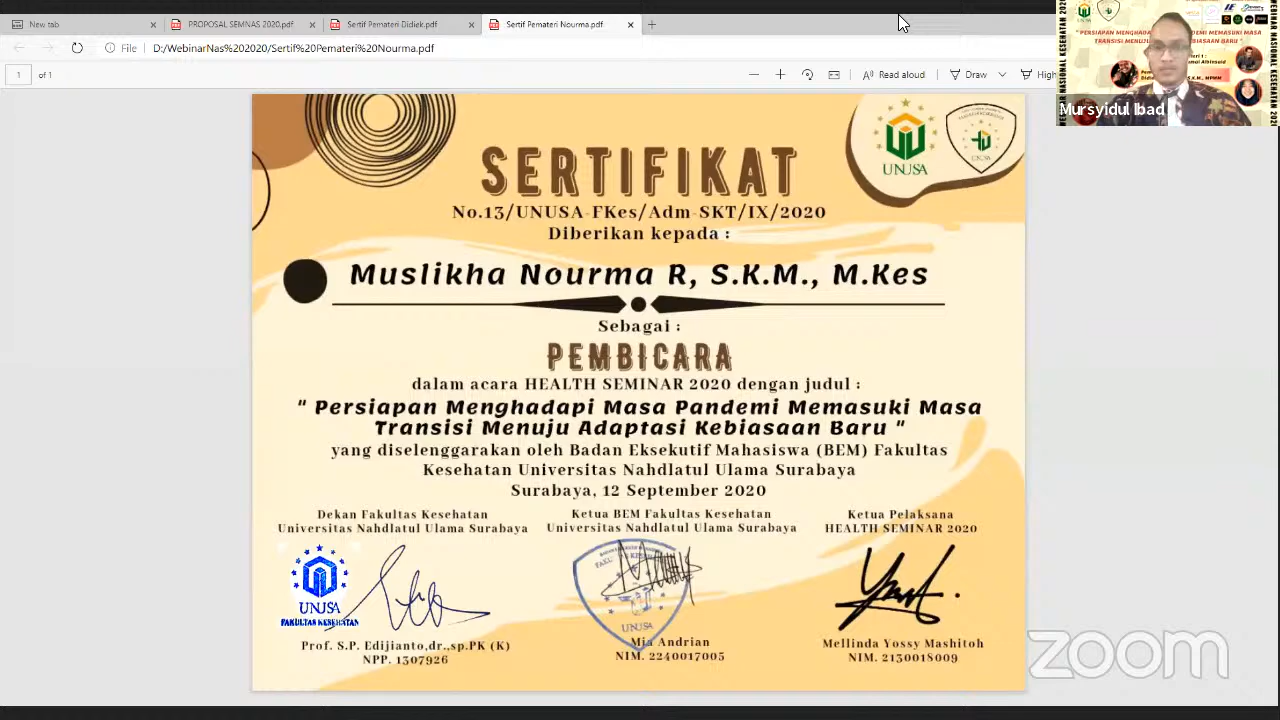 New tab
PROPOSAL SEMNAS 2020.pdf
Sertif Pemateri Didiek.pdf
Sertif Pemateri Nourma.pdf
File
D:/WebinarNas%202020/Sertif%20Pemateri%20Nourma.pdf
1 of 1
Read aloud
Draw
High
Mursyidul Ibad
UNUSA
SERTIFIKAT
No.13/UNUSA-FKes/Adm-SKT/IX/2020
Diberikan kepada :
Muslikha Nourma R, S.K.M., M.Kes
Sebagai :
PEMBICARA
dalam acara HEALTH SEMINAR 2020 dengan judul :
" Persiapan Menghadapi Masa Pandemi Memasuki Masa
Transisi Menuju Adaptasi Kebiasaan Baru "
yang diselenggarakan oleh Badan Eksekutif Mahasiswa (BEM) Fakultas
Kesehatan Universitas Nahdlatul Ulama Surabaya
Surabaya, 12 September 2020
Dekan Fakultas Kesehatan
Universitas Nahdlatul Ulama Surabaya
UNUSA
FAKULTAS KESEHATAN
Prof. S.P. Edijianto,dr.,sp.PK (K)
NPP. 1307926
Ketua BEM Fakultas Kesehatan
Universitas Nahdlatul Ulama Surabaya
UNUSA
Mia Andrian
NIM. 2240017005
Ketua Pelaksana
HEALTH SEMINAR 2020
Mellinda Yossy Mashitoh
NIM. 2130018009
zoom